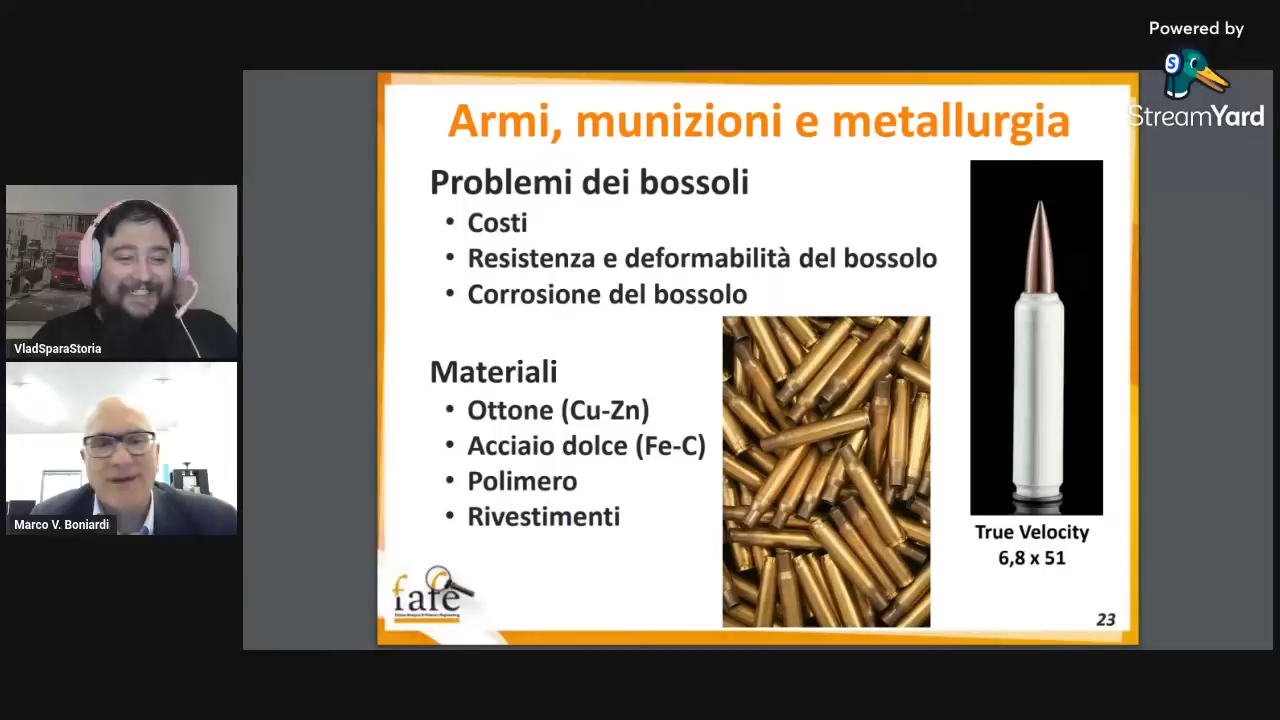 Powered by
StreamYard
Armi, munizioni e metallurgia
Problemi dei bossoli
• Costi
• Resistenza e deformabilità del bossolo
• Corrosione del bossolo
Materiali
• Ottone (Cu-Zn)
• Acciaio dolce (Fe-C)
• Polimero
• Rivestimenti
True Velocity
6,8 x 51
fafe
23
VladSparaStoria
Marco V. Boniardi